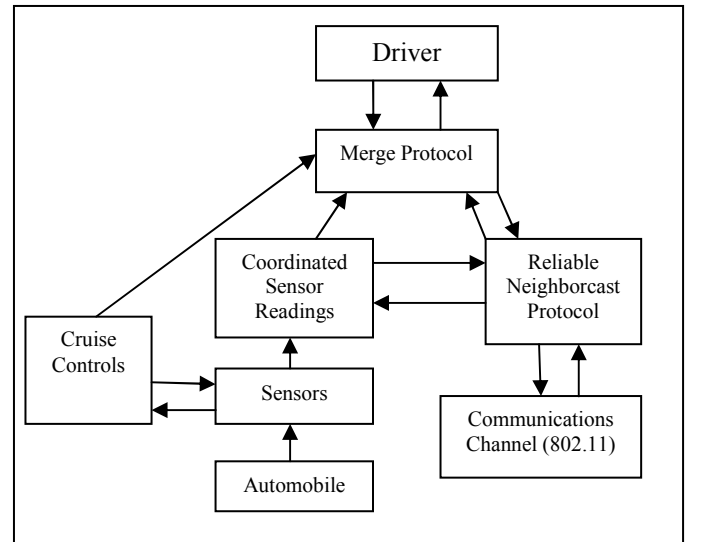 Driver
Merge Protocol
Coordinated
Sensor
Readings
Reliable
Neighborcast
Protocol
Cruise
Controls
Sensors
Communications
Channel (802.11)
Automobile